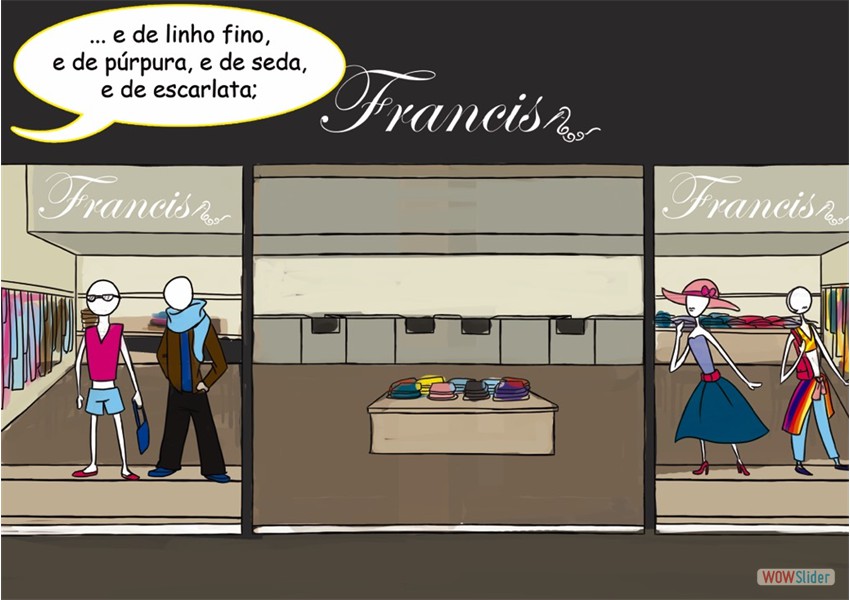 ... e de linho fino,
e de púrpura, e de seda,
e de escarlata;
Francis
Francis
Francis
WOWSlider